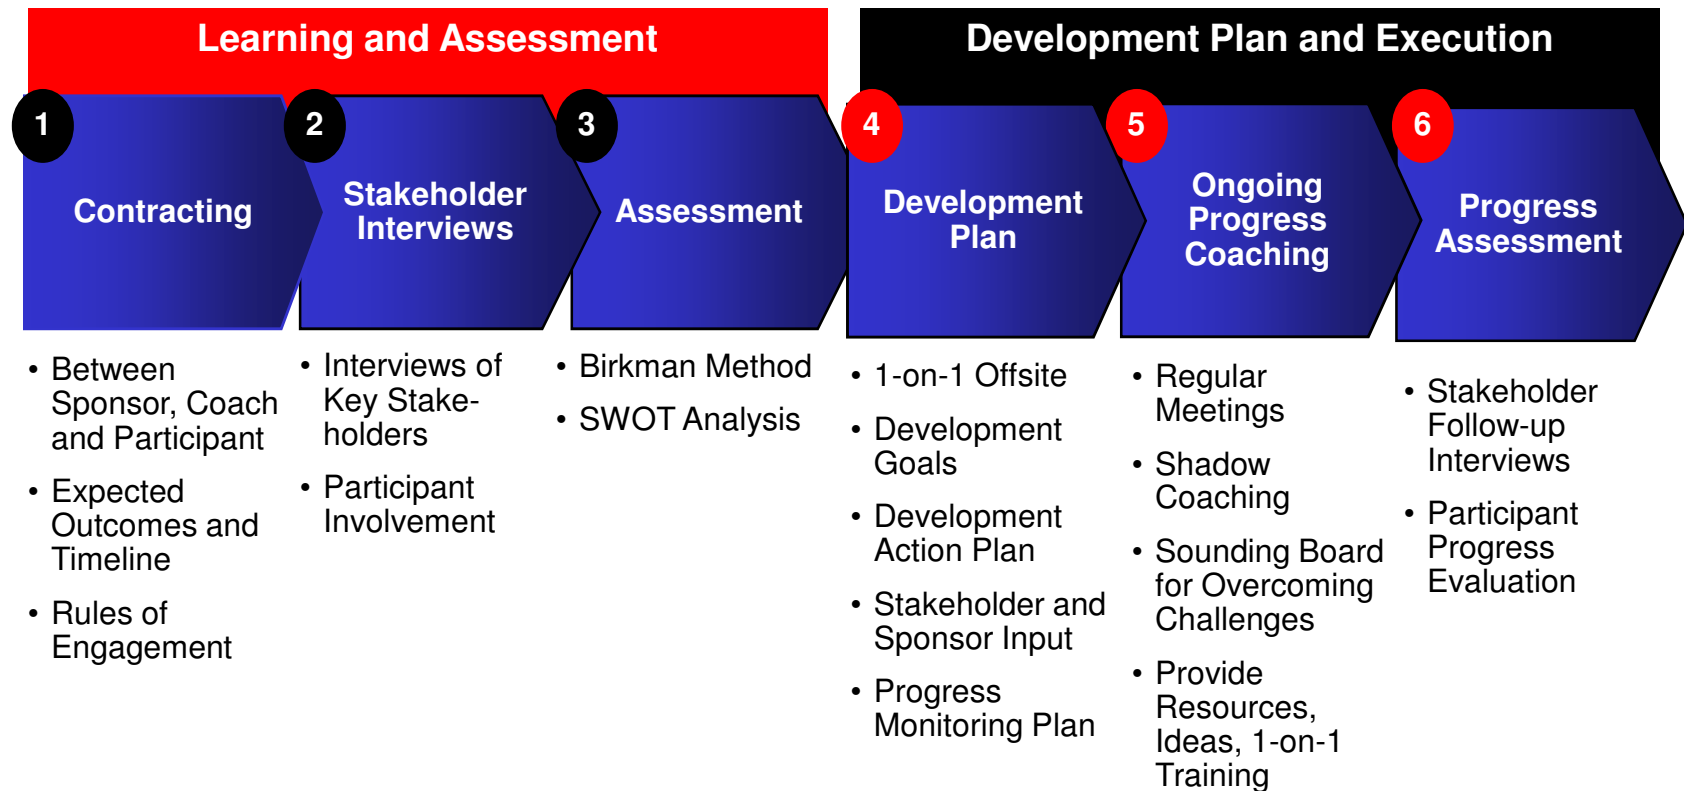 Learning and Assessment
Development Plan and Execution
1
Contracting
2
Stakeholder
Interviews
3
Assessment
4
Development
Plan
5
Ongoing
Progress
Coaching
6
Progress
Assessment
• Between
Sponsor, Coach
and Participant
• Expected
Outcomes and
Timeline
• Rules of
Engagement
• Interviews of
Key Stake-
holders
• Participant
Involvement
• Birkman Method
• SWOT Analysis
• 1-on-1 Offsite
• Development
Goals
• Development
Action Plan
• Stakeholder and
Sponsor Input
• Progress
Monitoring Plan
• Regular
Meetings
• Shadow
Coaching
• Sounding Board
for Overcoming
Challenges
• Provide
Resources,
Ideas, 1-on-1
Training
• Stakeholder
Follow-up
Interviews
• Participant
Progress
Evaluation